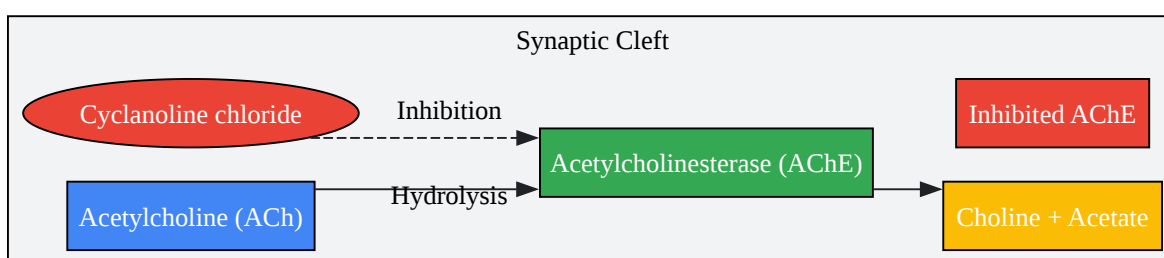 Synaptic Cleft
Cyclanoline chloride
Inhibition
Inhibited AChE
Acetylcholinesterase (AChE)
Acetylcholine (ACh)
Hydrolysis
Choline + Acetate